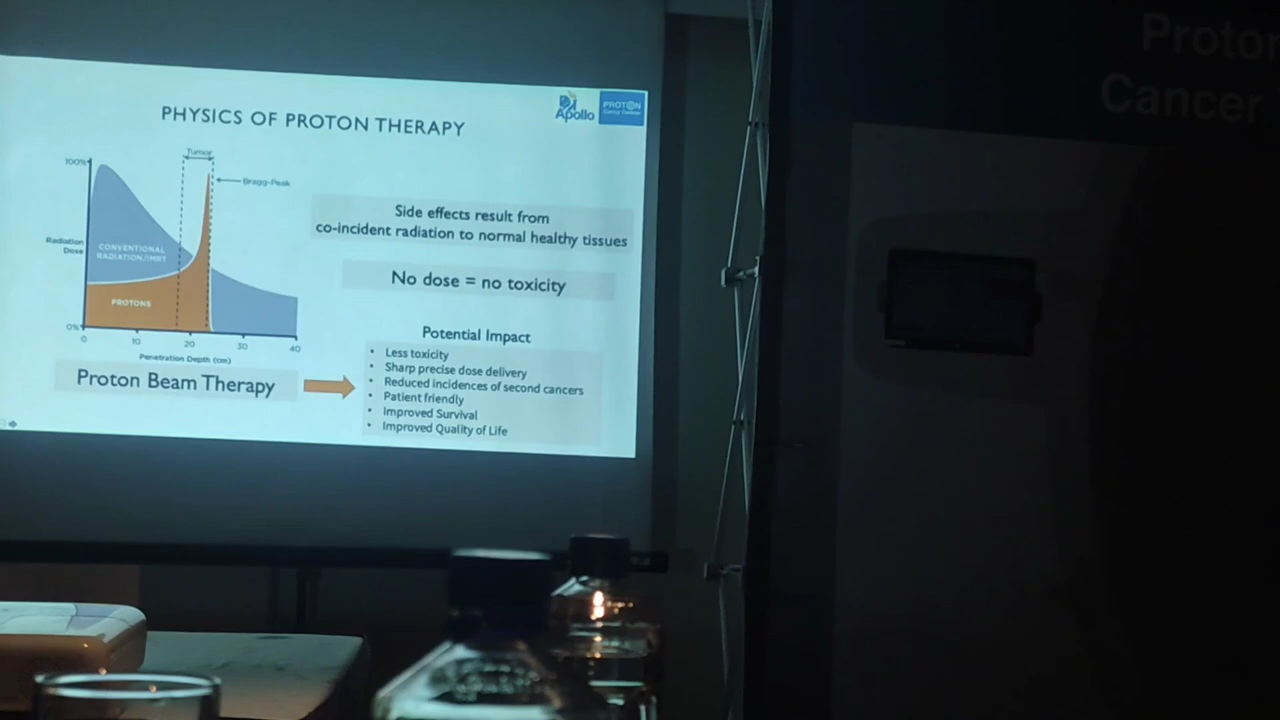 PHYSICS OF PROTON THERAPY
Apollo
PROTON
Cancer Centre
100%
Tumor
Bragg-Peak
Radiation
Dose
CONVENTIONAL
RADIATION/IMRT
PROTONS
0%
0 10 20 30 40
Penetration Depth (cm)
Side effects result from
co-incident radiation to normal healthy tissues
No dose = no toxicity
Proton Beam Therapy
Potential Impact
• Less toxicity
• Sharp precise dose delivery
• Reduced incidences of second cancers
• Patient friendly
• Improved Survival
• Improved Quality of Life
Proton
Cancer